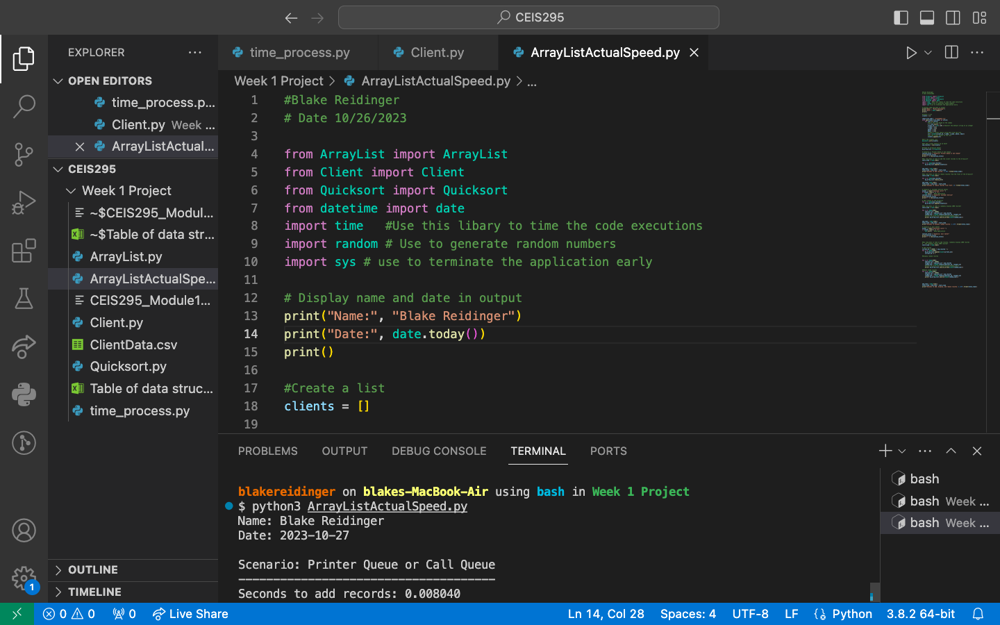 CEIS295
EXPLORER
OPEN EDITORS
time_process.p...
Client.py Week ...
ArrayListActual...
CEIS295
Week 1 Project
~$CEIS295_Modul...
~$Table of data str...
ArrayList.py
ArrayListActualSpe...
CEIS295_Module1...
Client.py
ClientData.csv
Quicksort.py
Table of data struc...
time_process.py
OUTLINE
TIMELINE
1
time_process.py
Client.py
ArrayListActualSpeed.py
Week 1 Project > ArrayListActualSpeed.py > ...
1 #Blake Reidinger
2 # Date 10/26/2023
3
4 from ArrayList import ArrayList
5 from Client import Client
6 from Quicksort import Quicksort
7 from datetime import date
8 import time #Use this libary to time the code executions
9 import random # Use to generate random numbers
10 import sys # use to terminate the application early
11
12 # Display name and date in output
13 print("Name:", "Blake Reidinger")
14 print("Date:", date.today())
15 print()
16
17 #Create a list
18 clients = []
19
PROBLEMS OUTPUT DEBUG CONSOLE TERMINAL PORTS
blakereidinger on blakes-MacBook-Air using bash in Week 1 Project
$ python3 ArrayListActualSpeed.py
Name: Blake Reidinger
Date: 2023-10-27
Scenario: Printer Queue or Call Queue
-------------------------------------
Seconds to add records: 0.008040
bash
bash Week ...
bash Week ...
0 0 0 Live Share Ln 14, Col 28 Spaces: 4 UTF-8 LF Python 3.8.2 64-bit